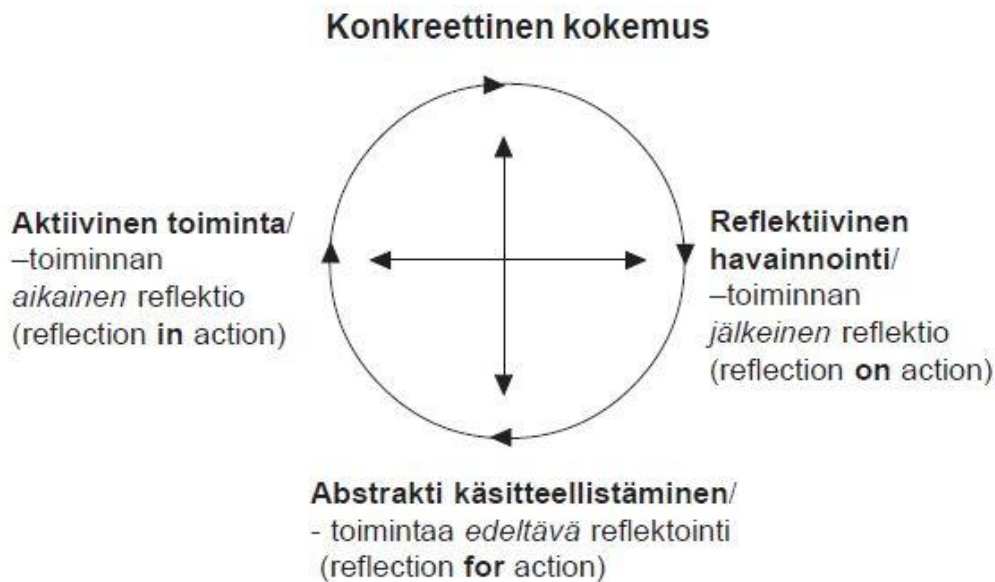 Konkreettinen kokemus
Aktiivinen toiminta/
–toiminnan
aikainen reflektio
(reflection in action)
Reflektiivinen
havainnointi/
–toiminnan
jälkeinen reflektio
(reflection on action)
Abstrakti käsitteellistäminen/
- toimintaa edeltävä reflektointi
(reflection for action)